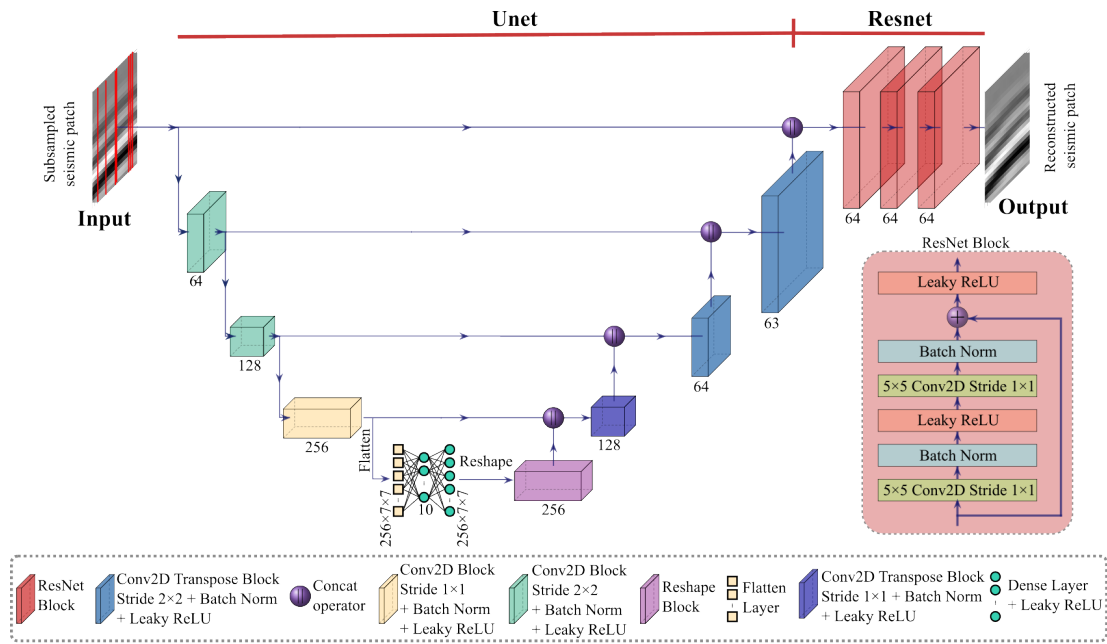 Unet
Resnet
Subsampled
seismic patch
Input
Reconstructed
seismic patch
Output
64
64
64
64
63
128
64
256
128
Flatten
Reshape
256×7×7
10
256×7×7
256
ResNet Block
Leaky ReLU
+
Batch Norm
5×5 Conv2D Stride 1×1
Leaky ReLU
Batch Norm
5×5 Conv2D Stride 1×1
ResNet
Block
Conv2D Transpose Block
Stride 2×2 + Batch Norm
+ Leaky ReLU
Concat
operator
Conv2D Block
Stride 1×1
+ Batch Norm
+ Leaky ReLU
Conv2D Block
Stride 2×2
+ Batch Norm
+ Leaky ReLU
Reshape
Block
Flatten
Layer
Conv2D Transpose Block
Stride 1×1 + Batch Norm
+ Leaky ReLU
Dense Layer
+ Leaky ReLU